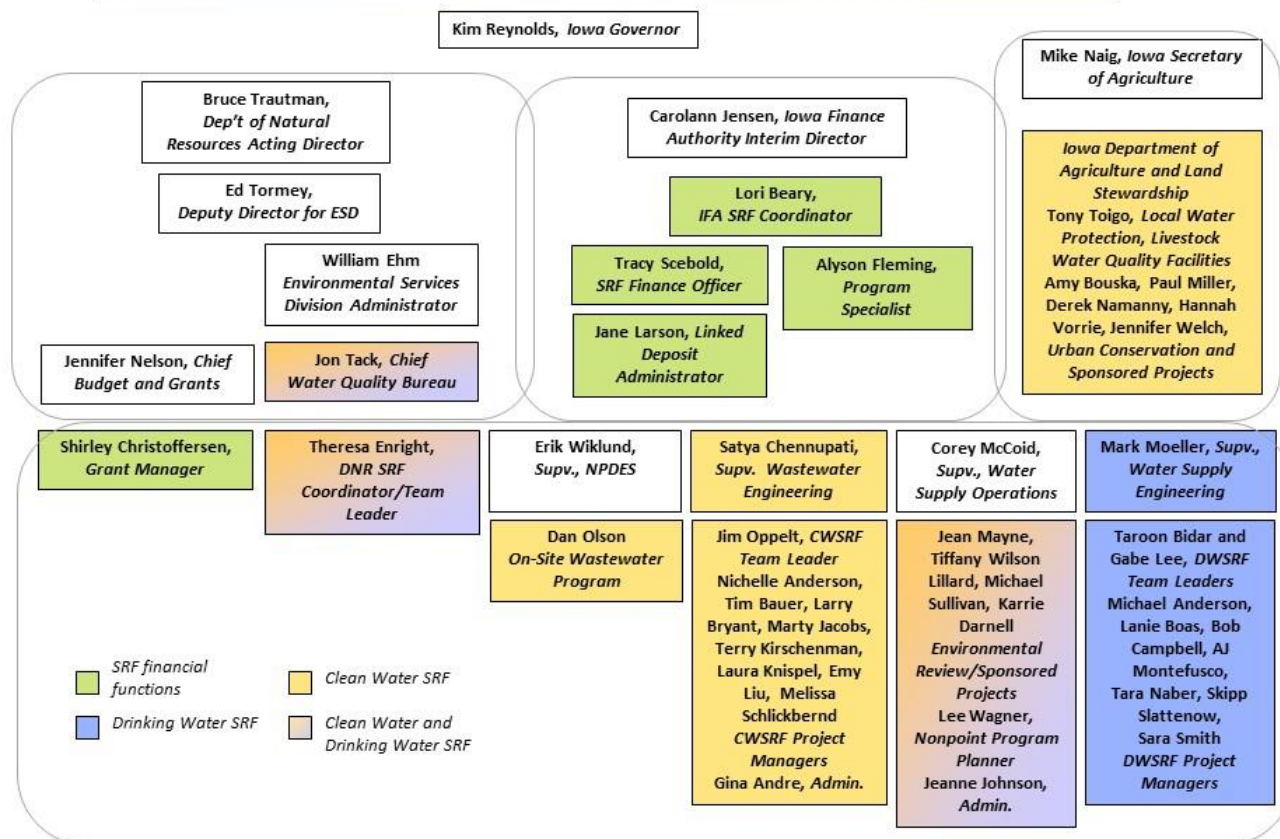 Kim Reynolds, Iowa Governor
Bruce Trautman,
Dep't of Natural
Resources Acting Director
Ed Tormey,
Deputy Director for ESD
William Ehm
Environmental Services
Division Administrator
Jennifer Nelson, Chief
Budget and Grants
Jon Tack, Chief
Water Quality Bureau
Carolann Jensen, Iowa Finance
Authority Interim Director
Lori Beary,
IFA SRF Coordinator
Tracy Scebold,
SRF Finance Officer
Alyson Fleming,
Program
Specialist
Jane Larson, Linked
Deposit
Administrator
Mike Naig, Iowa Secretary
of Agriculture
Iowa Department of
Agriculture and Land
Stewardship
Tony Toigo, Local Water
Protection, Livestock
Water Quality Facilities
Amy Bouska, Paul Miller,
Derek Namanny, Hannah
Vorrie, Jennifer Welch,
Urban Conservation and
Sponsored Projects
Shirley Christoffersen,
Grant Manager
Theresa Enright,
DNR SRF
Coordinator/Team
Leader
Erik Wiklund,
Supv., NPDES
Dan Olson
On-Site Wastewater
Program
Satya Chennupati,
Supv. Wastewater
Engineering
Jim Oppelt, CWSRF
Team Leader
Nichelle Anderson,
Tim Bauer, Larry
Bryant, Marty Jacobs,
Terry Kirschenman,
Laura Knispel, Emy
Liu, Melissa
Schlickbernd
CWSRF Project
Managers
Gina Andre, Admin.
Corey McCoid,
Supv., Water
Supply Operations
Jean Mayne,
Tiffany Wilson
Lillard, Michael
Sullivan, Karrie
Darnell
Environmental
Review/Sponsored
Projects
Lee Wagner,
Nonpoint Program
Planner
Jeanne Johnson,
Admin.
Mark Moeller, Supv.,
Water Supply
Engineering
Taroon Bidar and
Gabe Lee, DWSRF
Team Leaders
Michael Anderson,
Lanie Boas, Bob
Campbell, AJ
Montefusco,
Tara Naber, Skipp
Slattenow,
Sara Smith
DWSRF Project
Managers
SRF financial
functions
Clean Water SRF
Drinking Water SRF
Clean Water and
Drinking Water SRF